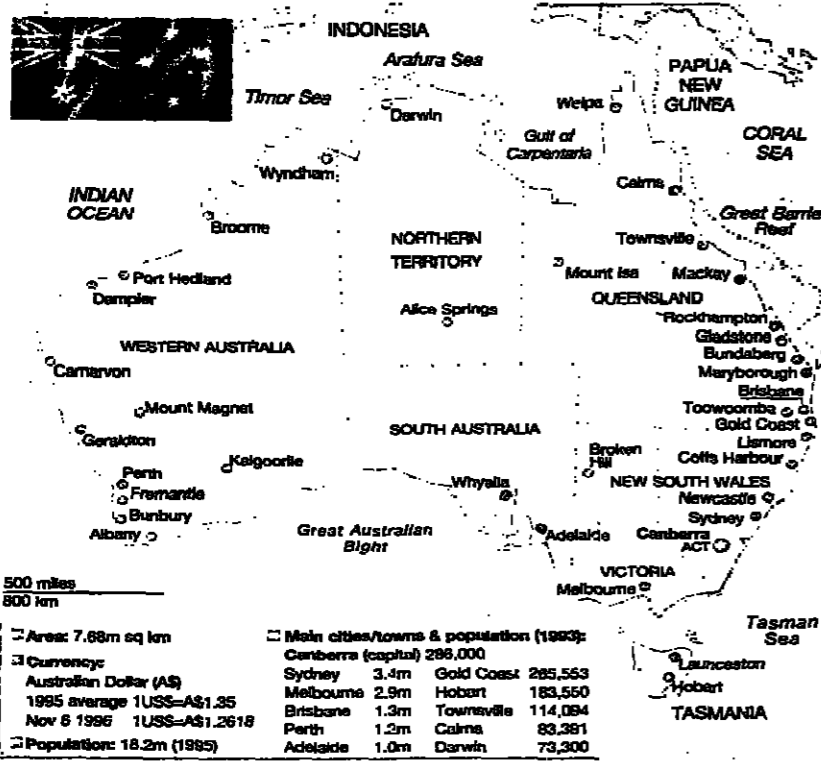 INDONESIA
Arafura Sea
Timor Sea
PAPUA
NEW
GUINEA
Darwin
Weipa
Gulf of
Carpentaria
CORAL
SEA
Wyndham
Cairns
INDIAN
OCEAN
Broome
Great Barrie
Reef
NORTHERN
TERRITORY
Townsville
Port Hedland
Dampier
Mount Isa
Mackay
QUEENSLAND
Alice Springs
Rockhampton
Gladstone
WESTERN AUSTRALIA
Bundaberg
Carnarvon
Maryborough
Brisbane
Mount Magnet
Toowoomba
Gold Coast
Geraldton
SOUTH AUSTRALIA
Lismore
Broken
Hill
Coffs Harbour
Kalgoorlie
Perth
Whyalla
NEW SOUTH WALES
Fremantle
Newcastle
Bunbury
Sydney
Albany
Great Australian
Bight
Adelaide
Canberra
ACT
VICTORIA
Melbourne
500 miles
800 km
Tasman
Sea
Launceston
Hobart
TASMANIA
Area: 7.68m sq km
Currency:
Australian Dollar (A$)
1995 average 1US$=A$1.35
Nov 6 1996 1US$=A$1.2618
Population: 18.2m (1995)
Main cities/towns & population (1993):
Canberra (capital) 286,000
Sydney 3.4m Gold Coast 265,553
Melbourne 2.9m Hobart 183,550
Brisbane 1.3m Townsville 114,094
Perth 1.2m Cairns 83,381
Adelaide 1.0m Darwin 73,300